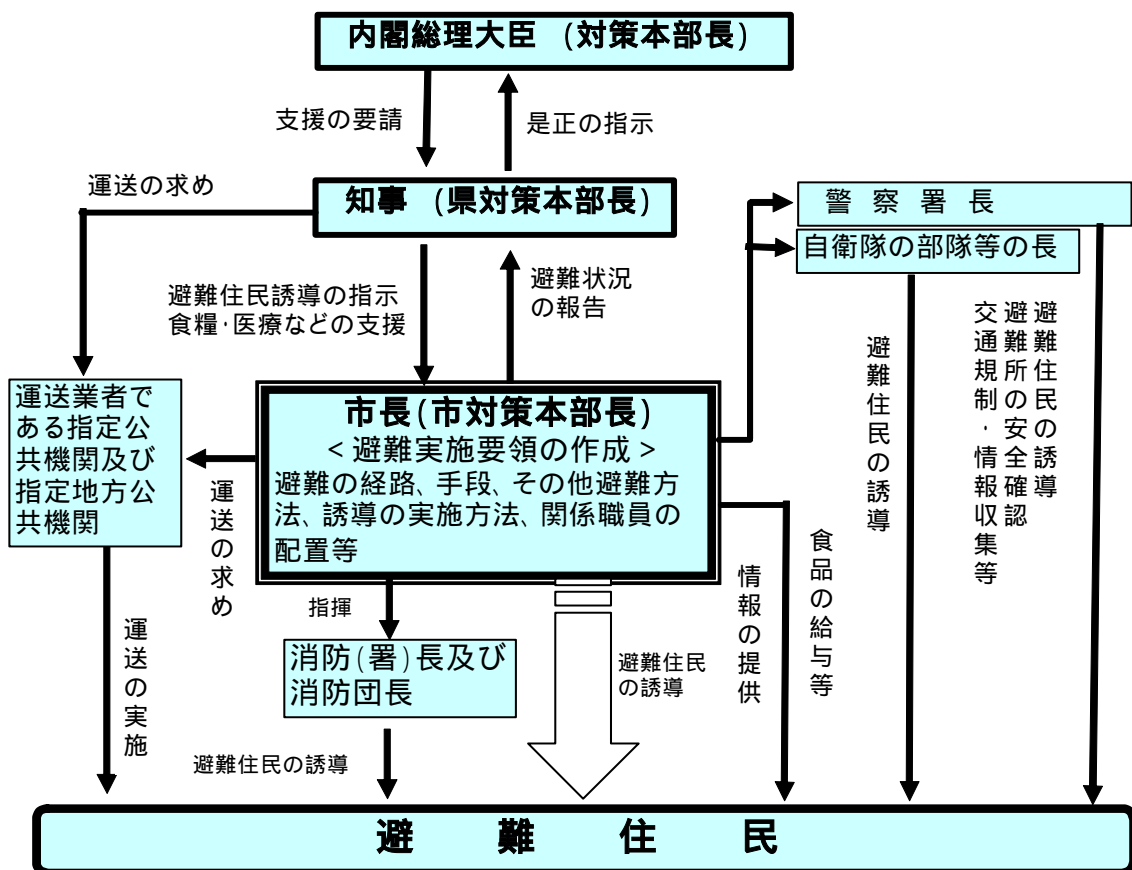 内閣総理大臣 (対策本部長)
支援の要請
是正の指示
運送の求め
知事 (県対策本部長)
警 察 署 長
自衛隊の部隊等の長
避難住民誘導の指示
食糧・医療などの支援
避難状況
の報告
避難住民の誘導
避難住民の誘導
避難所の安全確認
交通規制・情報収集等
運送業者で
ある指定公
共機関及び
指定地方公
共機関
運送の求め
市長(市対策本部長)
<避難実施要領の作成>
避難の経路、手段、その他避難方
法、誘導の実施方法、関係職員の
配置等
指揮
消防(署)長及び
消防団長
避難住民
の誘導
情報の提供
食品の給与等
運送の実施
避難住民の誘導
避 難 住 民